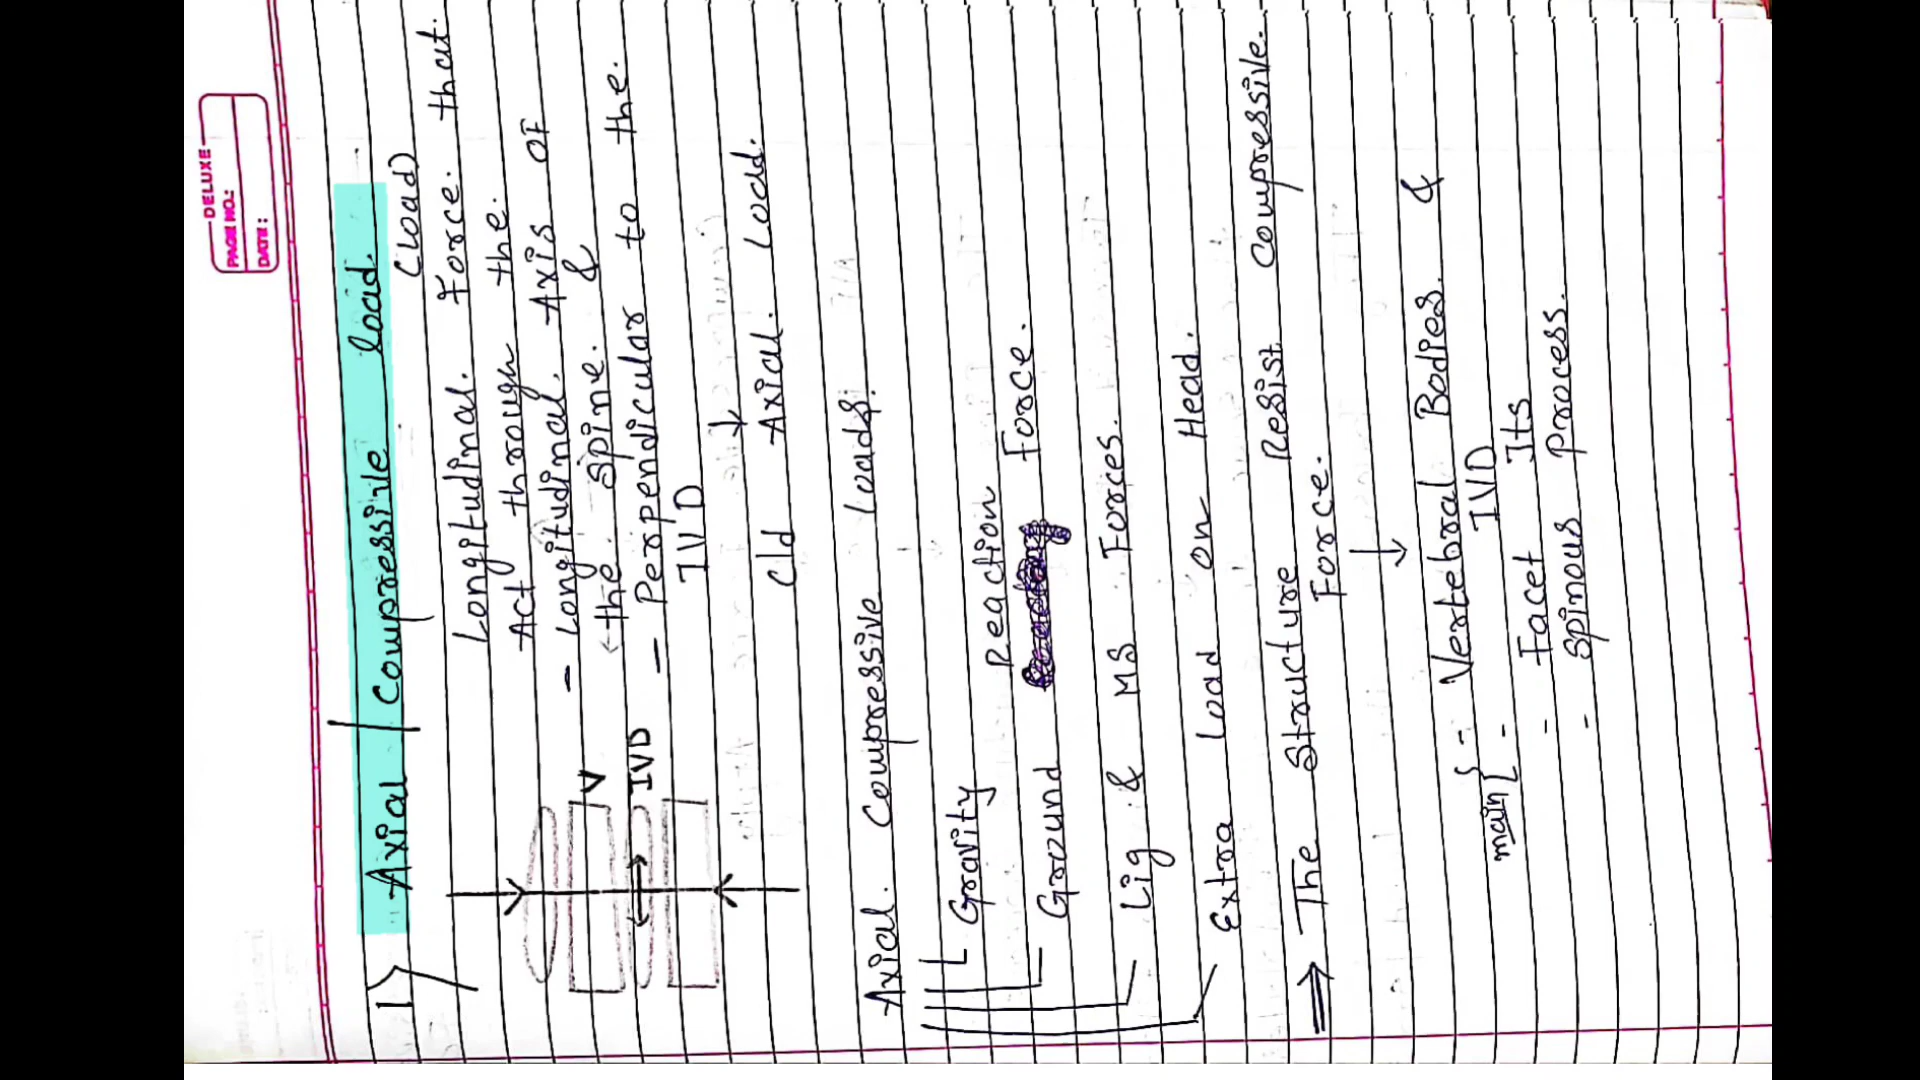 DELUXE
PAGE NO.:
DATE:
1) Axial | Compressive load.
(Load)
Longitudinal. Force. that.
Act through the.
- Longitudinal. Axis OF
the. spine. &
- Perpendicular to the.
IVD
cld Axial. Load.
V
IVD
Axial. Compressive Loads.
Gravity Reaction
Ground Force.
Lig & MS Forces.
Extra Load on Head.
⇒ The Structure Resist compressive.
Force.
↓
main { - Vertebral Bodies. &
- IVD
- Facet Its
- Spinous Process.